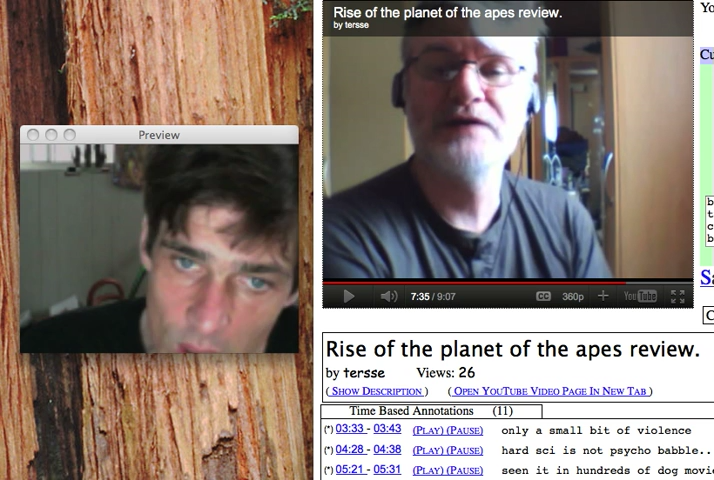 Rise of the planet of the apes review.
by tersse
Yo
Cu
Preview
b
t
c
b
Sa
7:35 / 9:07
CC
360p
YouTube
C
Rise of the planet of the apes review.
by tersse Views: 26
( SHOW DESCRIPTION ) ( OPEN YOUTUBE VIDEO PAGE IN NEW TAB )
Time Based Annotations (11)
(*) 03:33 - 03:43 (PLAY) (PAUSE) only a small bit of violence
(*) 04:28 - 04:38 (PLAY) (PAUSE) hard sci is not psycho babble..
(*) 05:21 - 05:31 (PLAY) (PAUSE) seen it in hundreds of dog movie